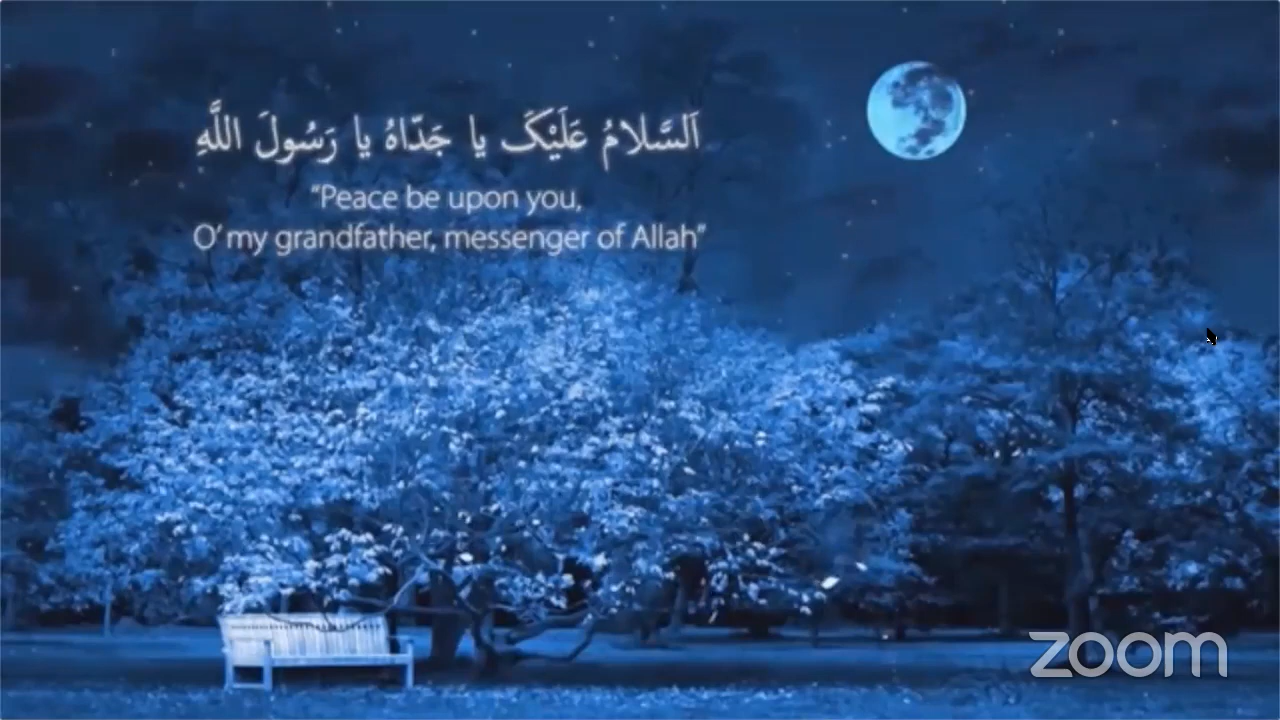 اَلسَّلامُ عَلَيْكَ يا جَدّاهُ يا رَسُولَ اللَّهِ
“Peace be upon you,
O’ my grandfather, messenger of Allah”
zoom